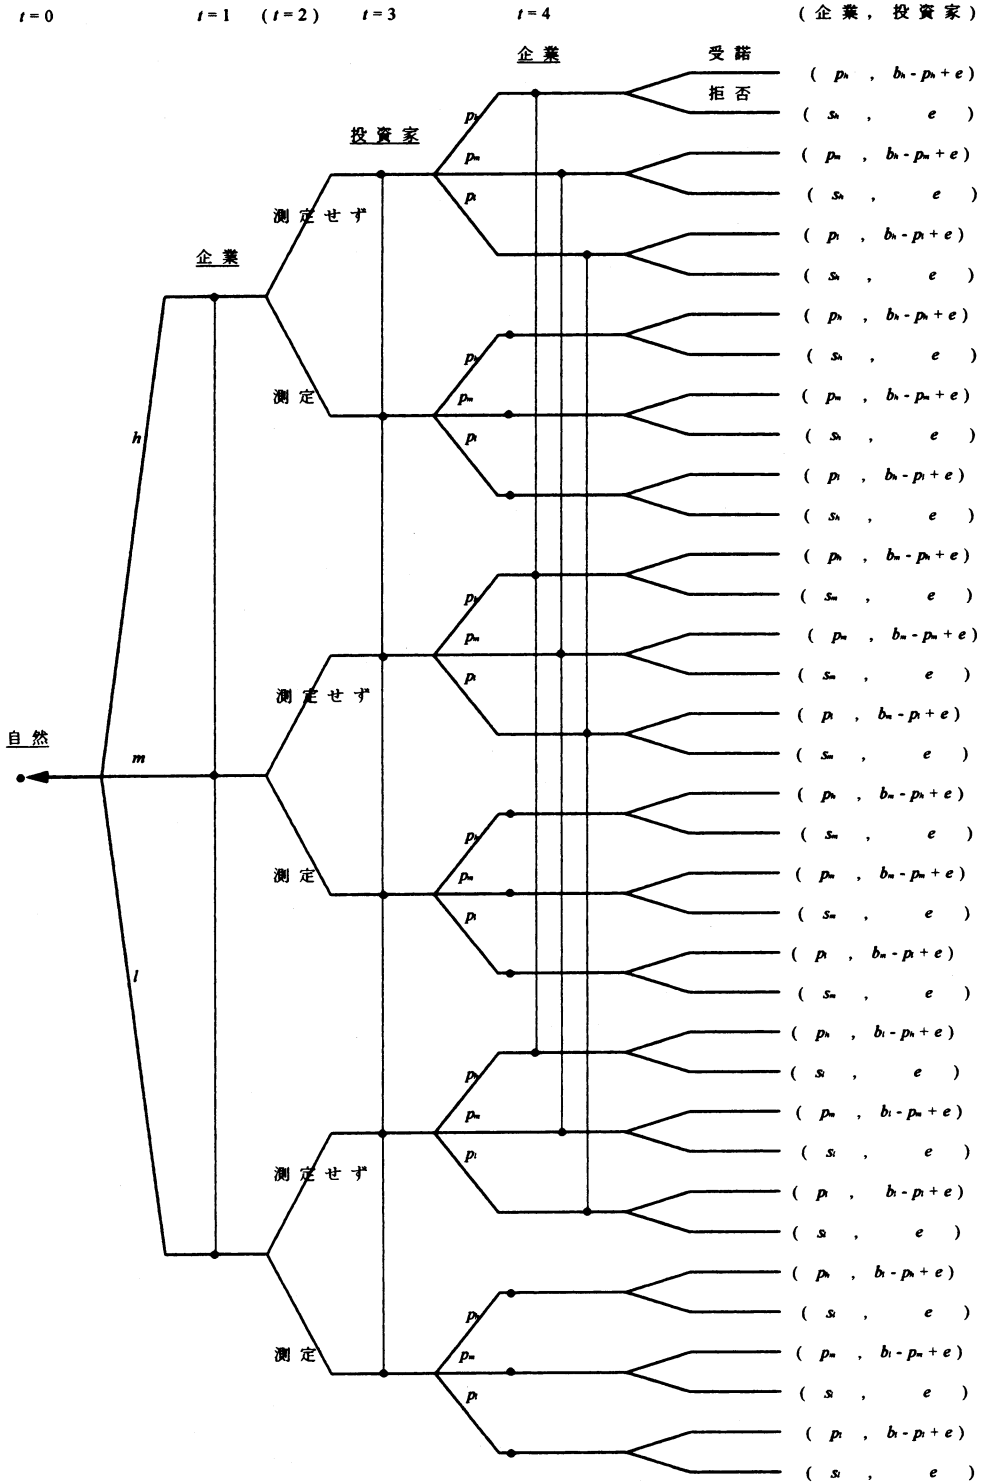 t = 0 t = 1 ( t = 2 ) t = 3 t = 4 ( 企業 , 投資家 )
企業 受諾 ( pₕ , bₕ - pₕ + e )
pₕ 拒否 ( sₕ , e )
投資家 pₘ ( pₘ , bₕ - pₘ + e )
pₗ ( sₕ , e )
測定せず ( pₗ , bₕ - pₗ + e )
企業 ( sₕ , e )
( pₕ , bₕ - pₕ + e )
pₕ ( sₕ , e )
測定 pₘ ( pₘ , bₕ - pₘ + e )
h pₗ ( sₕ , e )
( pₗ , bₕ - pₗ + e )
( sₕ , e )
( pₕ , bₘ - pₕ + e )
pₕ ( sₘ , e )
pₘ ( pₘ , bₘ - pₘ + e )
測定せず pₗ ( sₘ , e )
( pₗ , bₘ - pₗ + e )
自然 ( sₘ , e )
m ( pₕ , bₘ - pₕ + e )
pₕ ( sₘ , e )
測定 pₘ ( pₘ , bₘ - pₘ + e )
pₗ ( sₘ , e )
l ( pₗ , bₘ - pₗ + e )
( sₘ , e )
( pₕ , bₗ - pₕ + e )
pₕ ( sₗ , e )
pₘ ( pₘ , bₗ - pₘ + e )
測定せず pₗ ( sₗ , e )
( pₗ , bₗ - pₗ + e )
( sₗ , e )
( pₕ , bₗ - pₕ + e )
pₕ ( sₗ , e )
測定 pₘ ( pₘ , bₗ - pₘ + e )
pₗ ( sₗ , e )
( pₗ , bₗ - pₗ + e )
( sₗ , e )